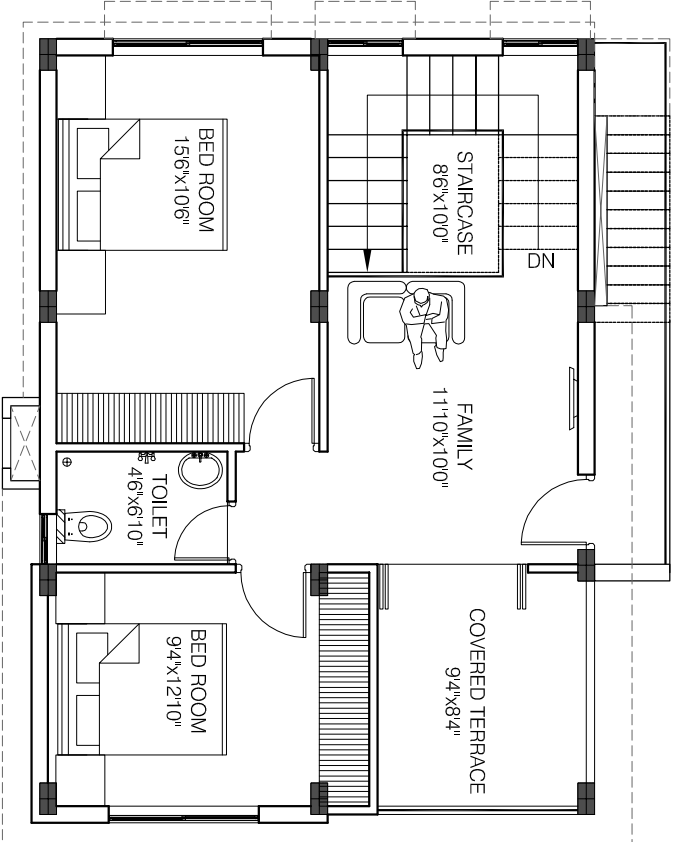 BED ROOM
15'6"x10'6"
STAIRCASE
8'6"x10'0"
DN
FAMILY
11'10"x10'0"
TOILET
4'6"x6'10"
BED ROOM
9'4"x12'10"
COVERED TERRACE
9'4"x8'4"